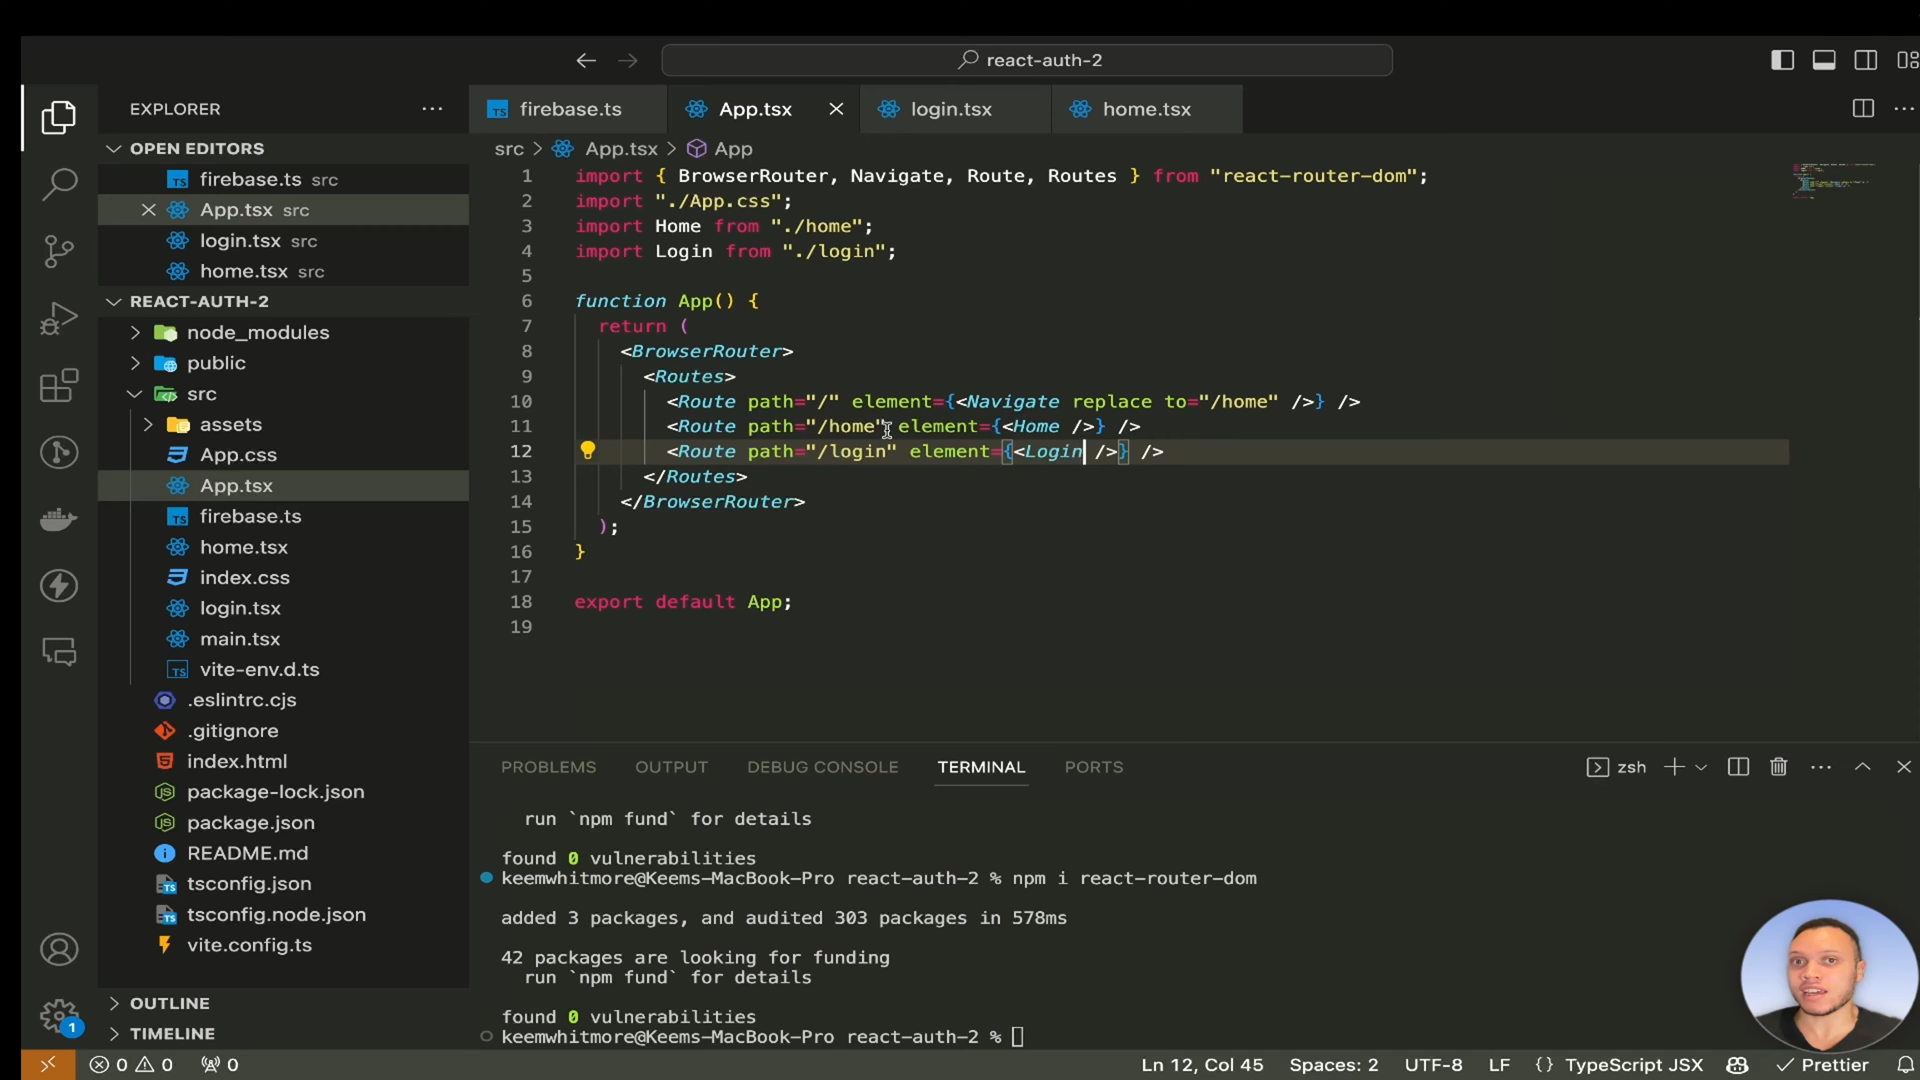 react-auth-2
EXPLORER
firebase.ts
App.tsx
login.tsx
home.tsx
OPEN EDITORS
firebase.ts src
App.tsx src
login.tsx src
home.tsx src
REACT-AUTH-2
node_modules
public
src
assets
App.css
App.tsx
firebase.ts
home.tsx
index.css
login.tsx
main.tsx
vite-env.d.ts
.eslintrc.cjs
.gitignore
index.html
package-lock.json
package.json
README.md
tsconfig.json
tsconfig.node.json
vite.config.ts
OUTLINE
TIMELINE
src > App.tsx > App
1 import { BrowserRouter, Navigate, Route, Routes } from "react-router-dom";
2 import "./App.css";
3 import Home from "./home";
4 import Login from "./login";
5
6 function App() {
7 return (
8 <BrowserRouter>
9 <Routes>
10 <Route path="/" element={<Navigate replace to="/home" />} />
11 <Route path="/home" element={<Home />} />
12 <Route path="/login" element={<Login />} />
13 </Routes>
14 </BrowserRouter>
15 );
16 }
17
18 export default App;
19
PROBLEMS OUTPUT DEBUG CONSOLE TERMINAL PORTS
zsh
run `npm fund` for details
found 0 vulnerabilities
keemwhitmore@Keems-MacBook-Pro react-auth-2 % npm i react-router-dom
added 3 packages, and audited 303 packages in 578ms
42 packages are looking for funding
run `npm fund` for details
found 0 vulnerabilities
keemwhitmore@Keems-MacBook-Pro react-auth-2 %
1
0 0 0
Ln 12, Col 45 Spaces: 2 UTF-8 LF {} TypeScript JSX Prettier